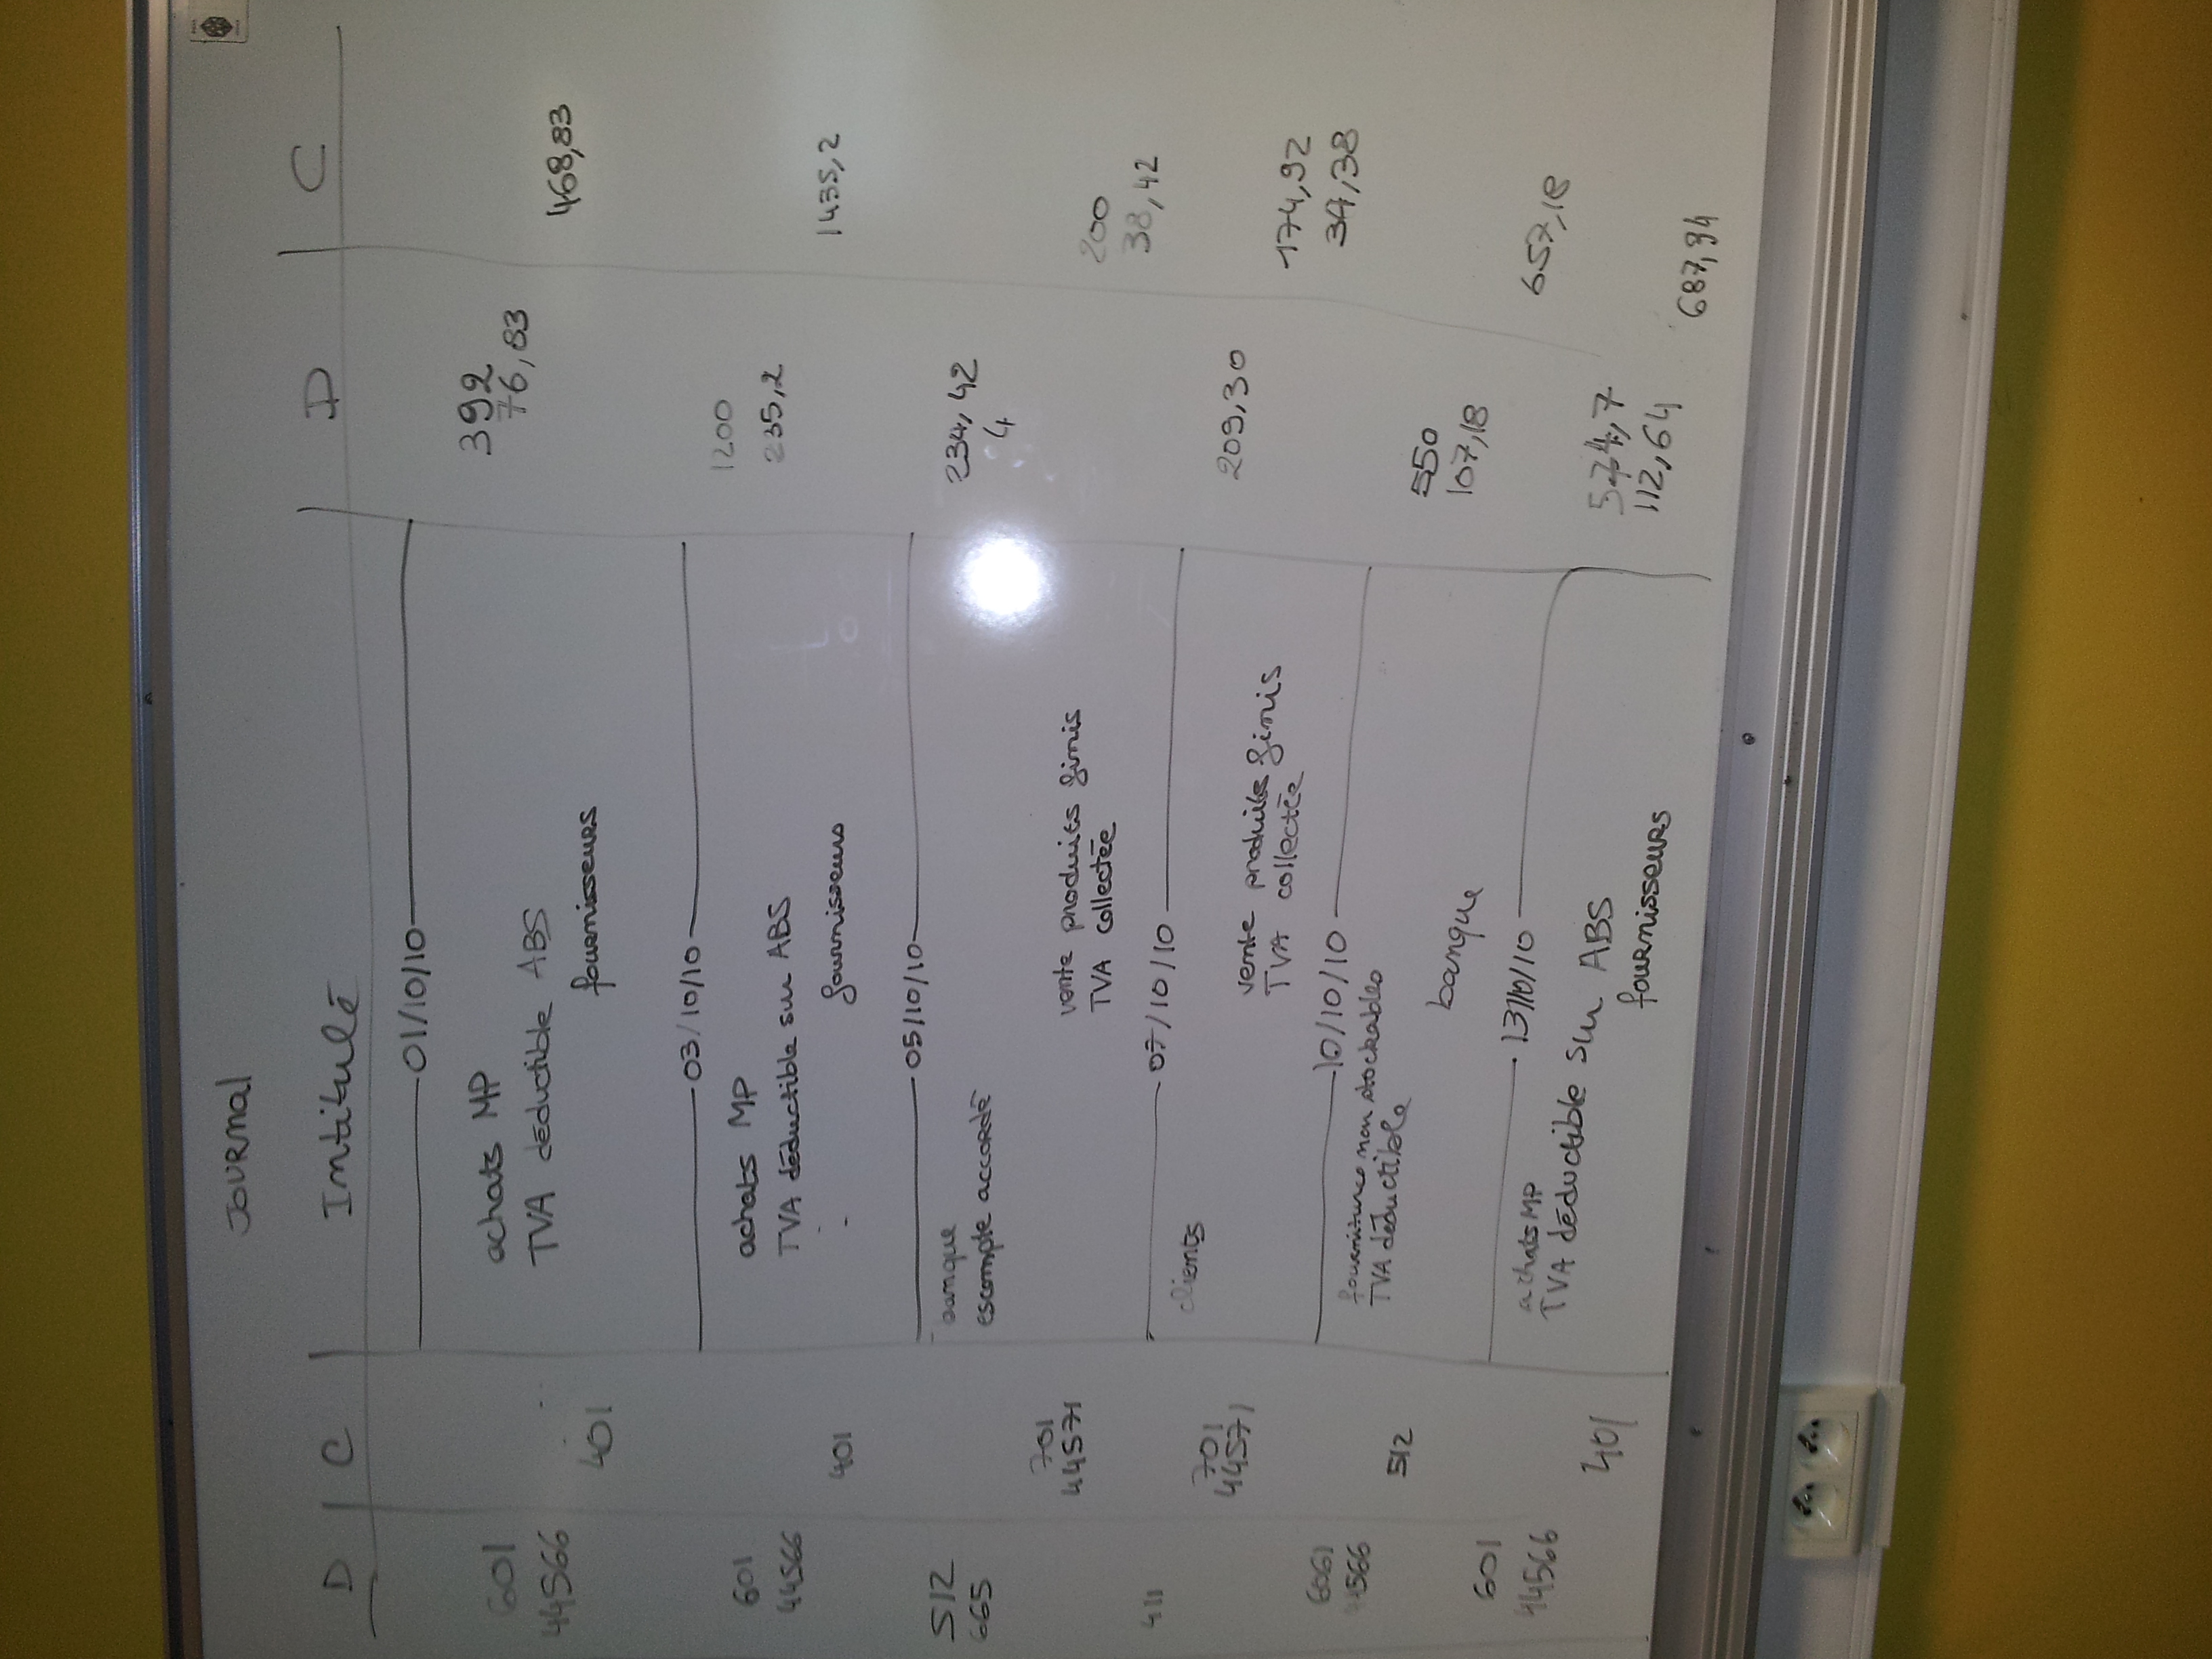 JOURNAL
D C Intitulé D C
01/10/10
601 achats MP 392
44566 TVA déductible ABS 76,83
401 fournisseurs 468,83
03/10/10
601 achats MP 1200
44566 TVA déductible sur ABS 235,2
401 fournisseurs 1435,2
05/10/10
512 banque 234,42
665 escompte accordé 4
701 vente produits finis 200
44571 TVA collectée 38,42
07/10/10
411 clients 209,30
701 vente produits finis 174,92
44571 TVA collectée 34,38
10/10/10
6061 fournitures non stockables 550
44566 TVA déductible 107,18
512 banque 657,18
13/10/10
601 achats MP 574,7
44566 TVA déductible sur ABS 112,64
401 fournisseurs 687,34